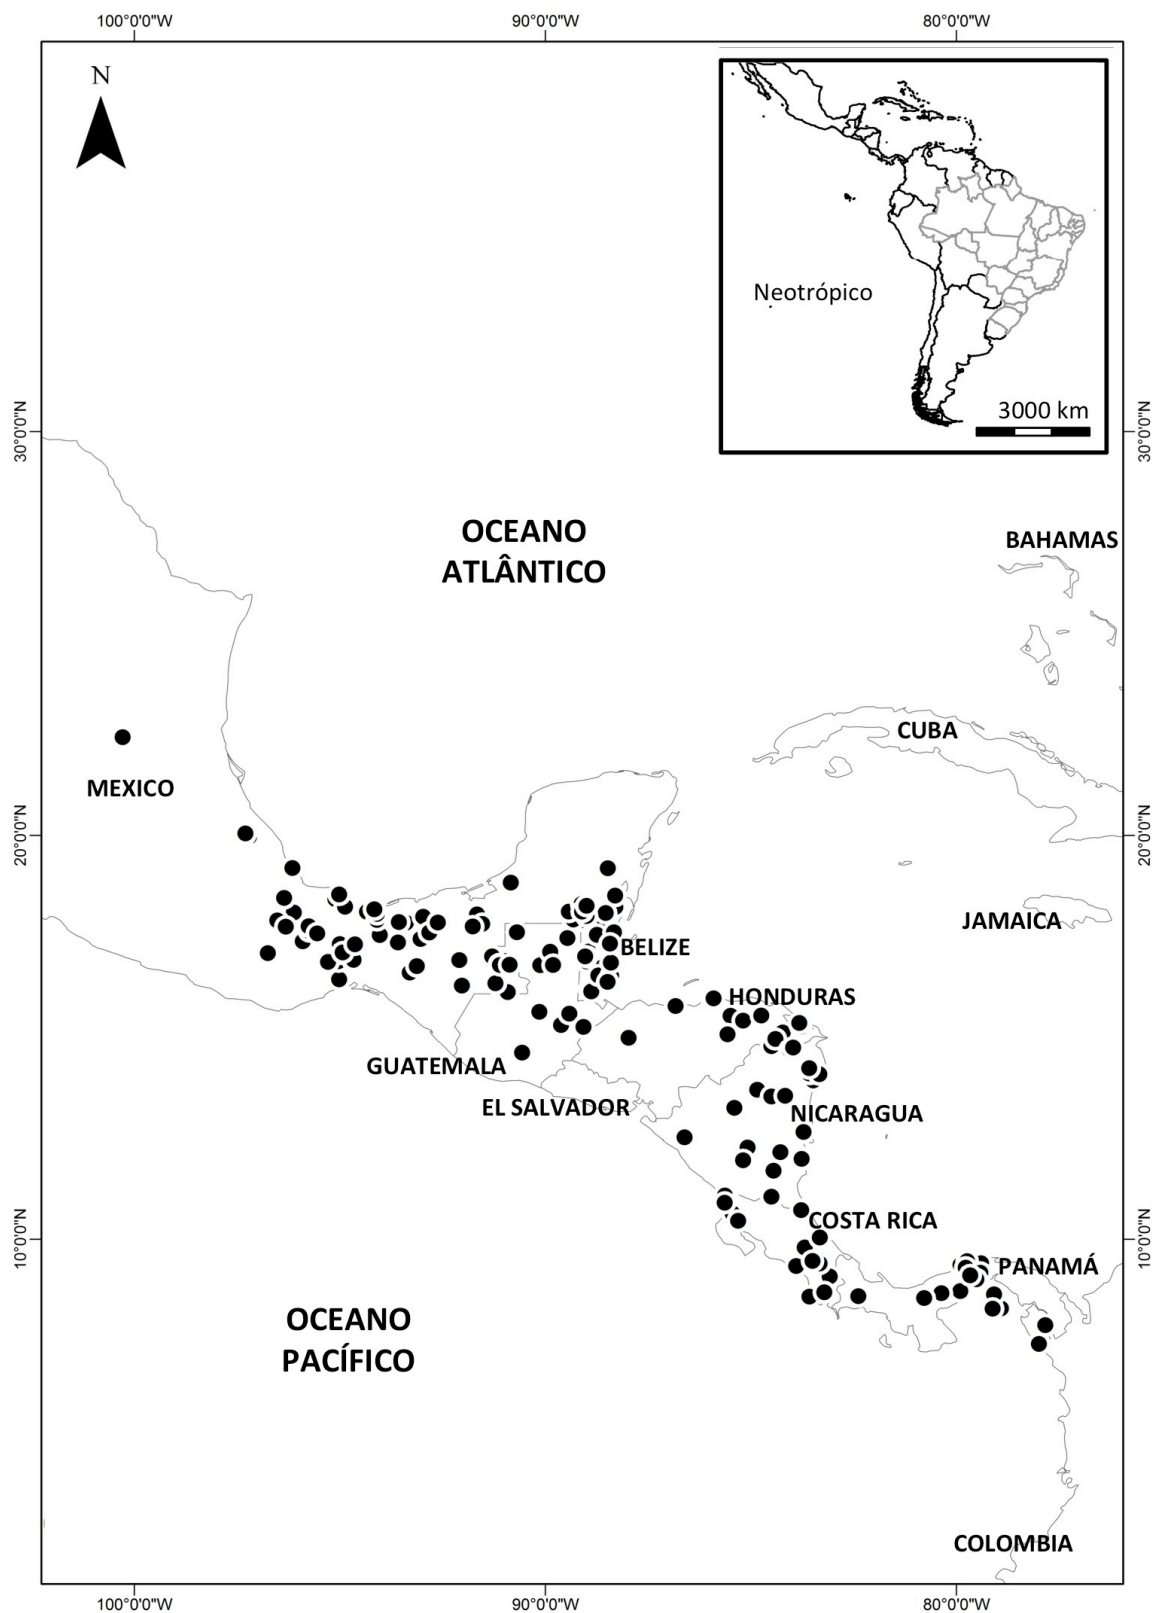 100°0'0"W
90°0'0"W
80°0'0"W
N
Neotrópico
3000 km
30°0'0"N
30°0'0"N
OCEANO
ATLÂNTICO
BAHAMAS
CUBA
MEXICO
20°0'0"N
20°0'0"N
JAMAICA
BELIZE
HONDURAS
GUATEMALA
EL SALVADOR
NICARAGUA
COSTA RICA
10°0'0"N
10°0'0"N
PANAMÁ
OCEANO
PACÍFICO
COLOMBIA
100°0'0"W
90°0'0"W
80°0'0"W